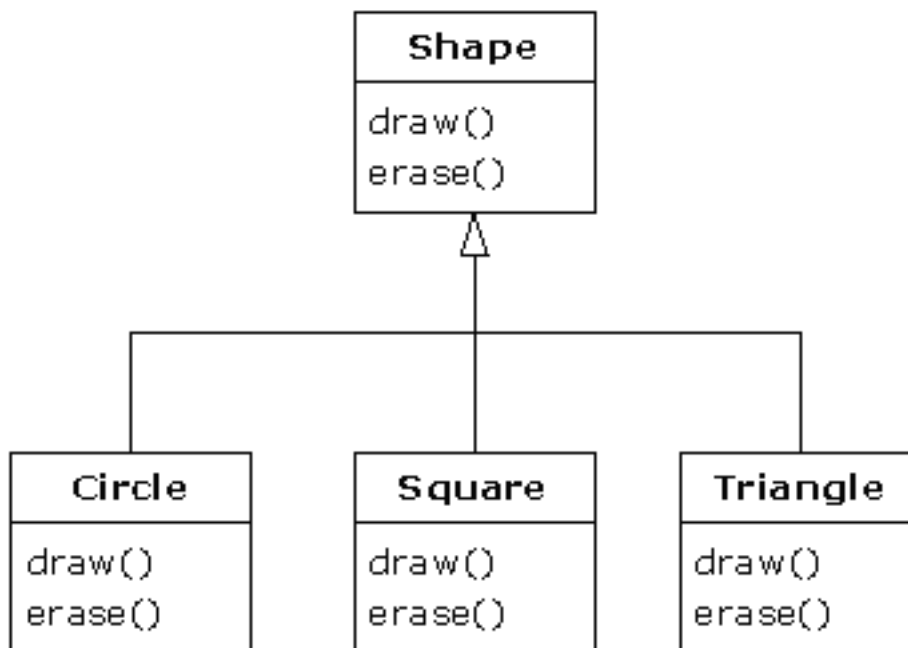 Shape
draw()
erase()
Circle
draw()
erase()
Square
draw()
erase()
Triangle
draw()
erase()